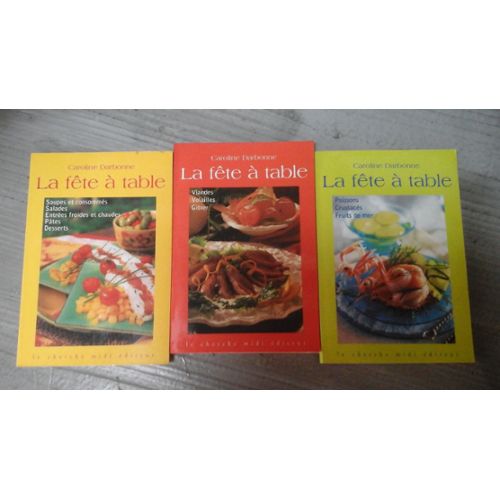 Caroline Darbonne
La fête à table
Soupes et consommés
Salades
Entrées froides et chaudes
Pâtes
Desserts
le cherche midi éditeur
Caroline Darbonne
La fête à table
Viandes
Volailles
Gibier
le cherche midi éditeur
Caroline Darbonne
La fête à table
Poissons
Crustacés
Fruits de mer
le cherche midi éditeur